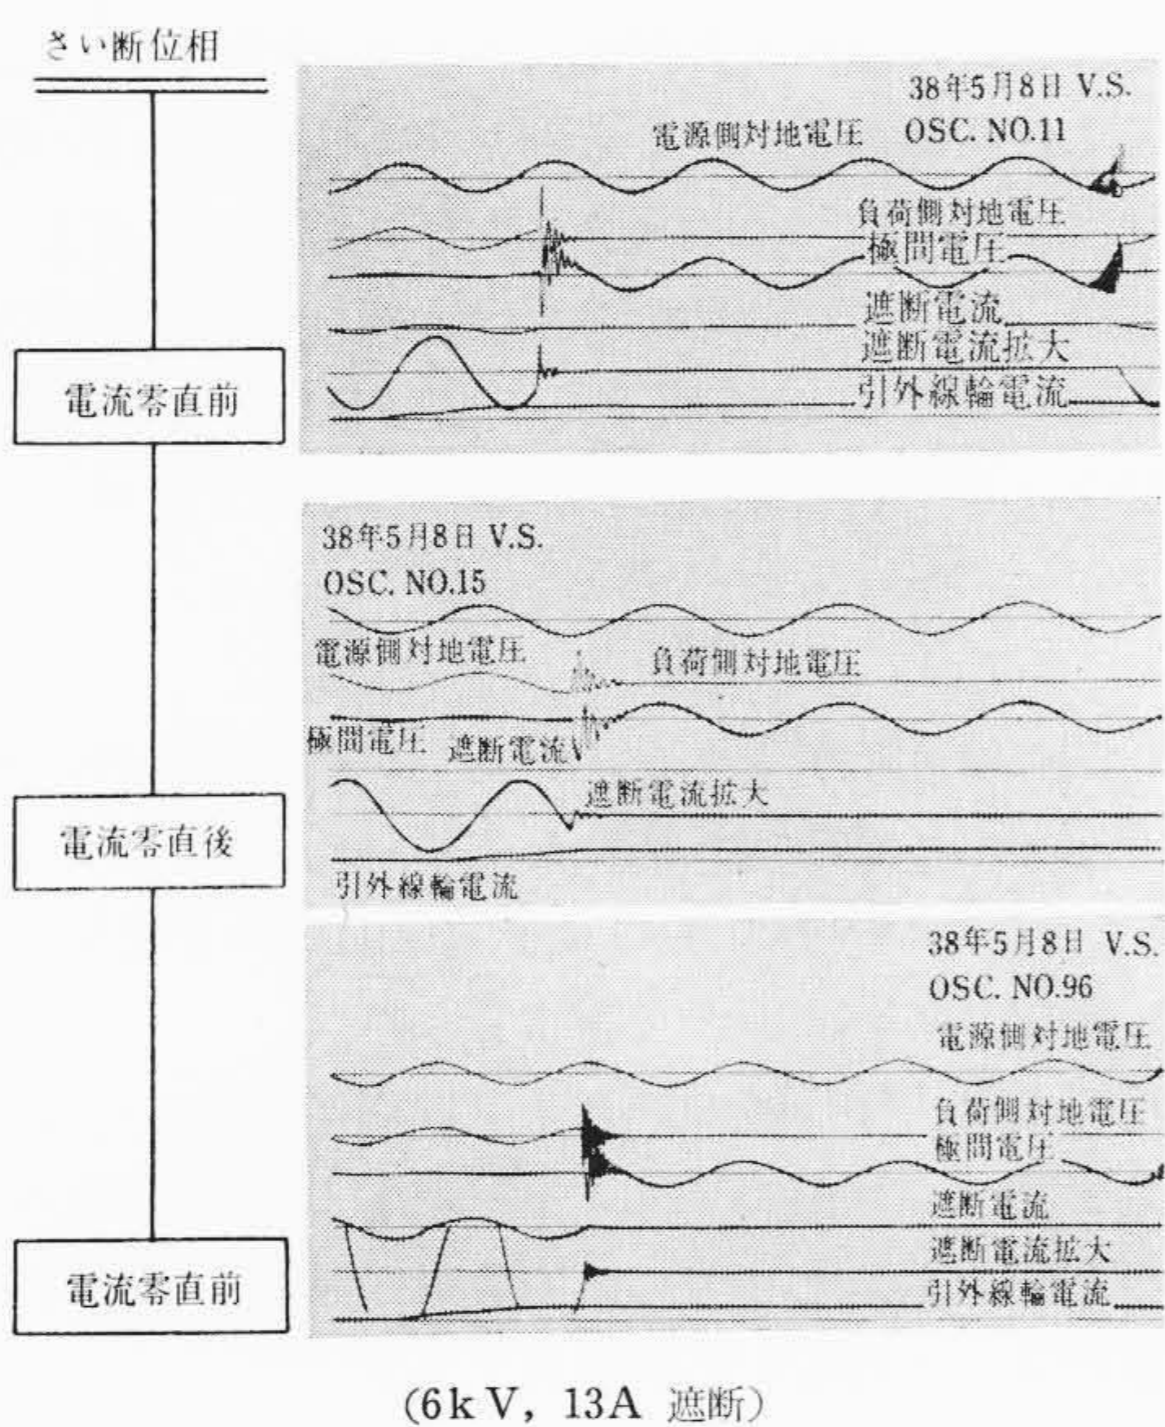 さい断位相
38年5月8日 V.S.
電源側対地電圧 OSC. NO.11
負荷側対地電圧
極間電圧
遮断電流
遮断電流拡大
引外線輪電流
電流零直前
38年5月8日 V.S.
OSC. NO.15
電源側対地電圧 負荷側対地電圧
極間電圧 遮断電流
遮断電流拡大
引外線輪電流
電流零直後
38年5月8日 V.S.
OSC. NO.96
電源側対地電圧
負荷側対地電圧
極間電圧
遮断電流
遮断電流拡大
引外線輪電流
電流零直前
(6kV, 13A 遮断)